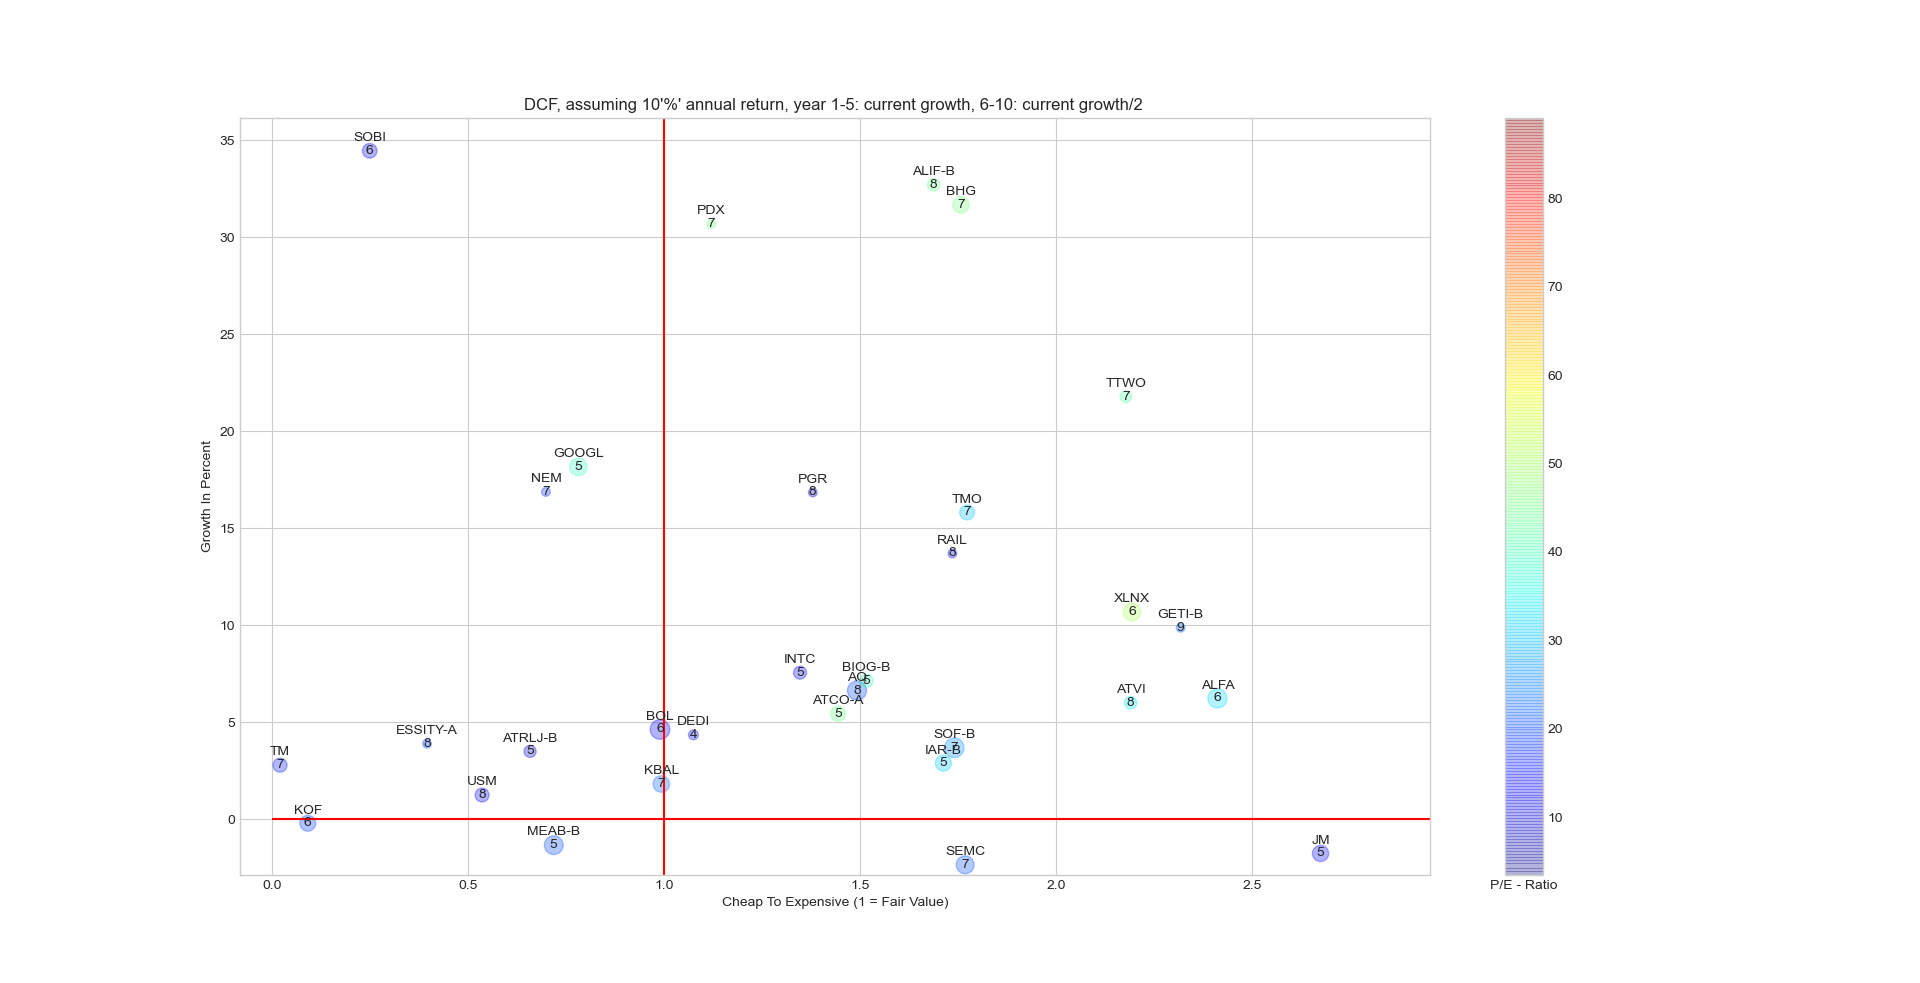 DCF, assuming 10'%' annual return, year 1-5: current growth, 6-10: current growth/2
35
30
25
20
15
10
5
0
Growth In Percent
SOBI
6
ALIF-B
8
BHG
7
PDX
7
TTWO
7
GOOGL
5
NEM
7
PGR
8
TMO
7
RAIL
8
XLNX
6
GETI-B
9
INTC
5
BIOG-B
5
AQ
8
ATVI
8
ALFA
6
ATCO-A
5
BOL
6
DEDI
4
ESSITY-A
8
ATRLJ-B
5
SOF-B
7
IAR-B
5
TM
7
KBAL
7
USM
8
KOF
6
MEAB-B
5
SEMC
7
JM
5
0.0
0.5
1.0
1.5
2.0
2.5
Cheap To Expensive (1 = Fair Value)
80
70
60
50
40
30
20
10
P/E - Ratio